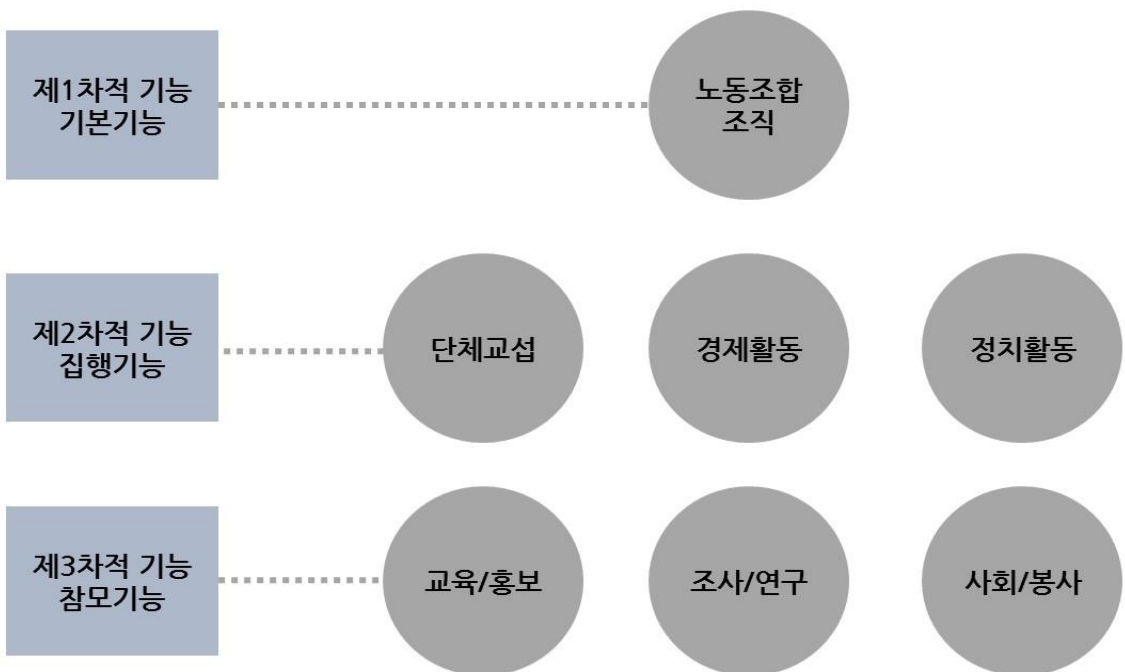 제1차적 기능
기본기능
노동조합
조직
제2차적 기능
집행기능
단체교섭
경제활동
정치활동
제3차적 기능
참모기능
교육/홍보
조사/연구
사회/봉사